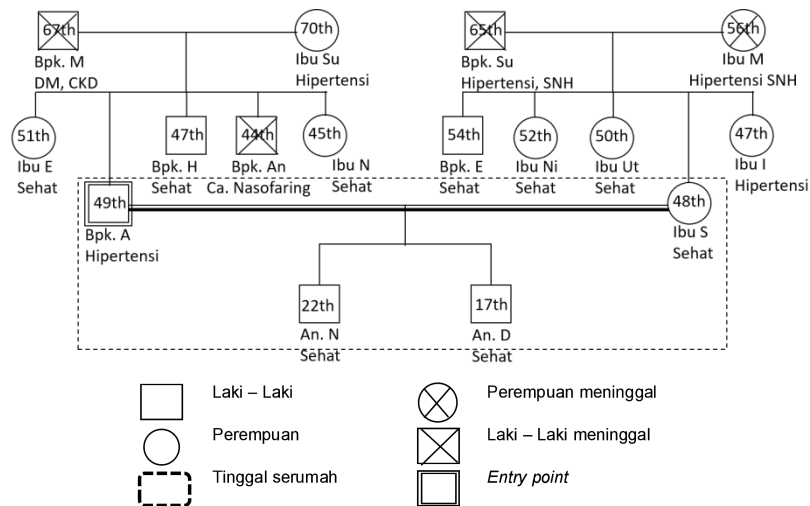 67th
70th
65th
56th
Bpk. M
DM, CKD
Ibu Su
Hipertensi
Bpk. Su
Hipertensi, SNH
Ibu M
Hipertensi SNH
51th
47th
44th
45th
54th
52th
50th
47th
Ibu E
Sehat
Bpk. H
Sehat
Bpk. An
Ca. Nasofaring
Ibu N
Sehat
Bpk. E
Sehat
Ibu Ni
Sehat
Ibu Ut
Sehat
Ibu I
Hipertensi
49th
48th
Bpk. A
Hipertensi
Ibu S
Sehat
22th
17th
An. N
Sehat
An. D
Sehat
Laki – Laki
Perempuan meninggal
Perempuan
Laki – Laki meninggal
Tinggal serumah
Entry point